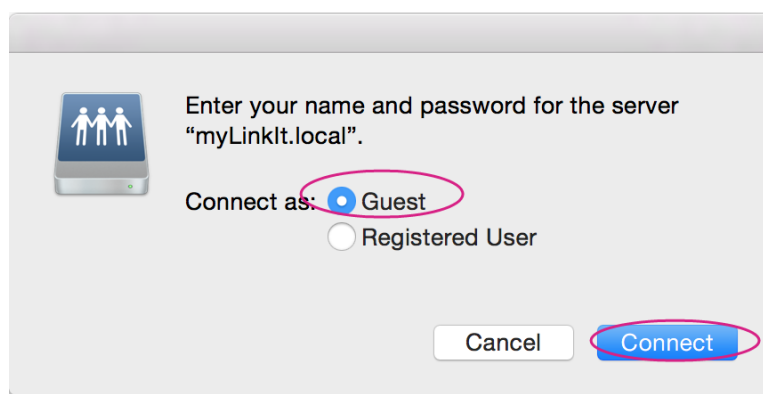 Enter your name and password for the server
“myLinkIt.local”.
Connect as: Guest
Registered User
Cancel Connect